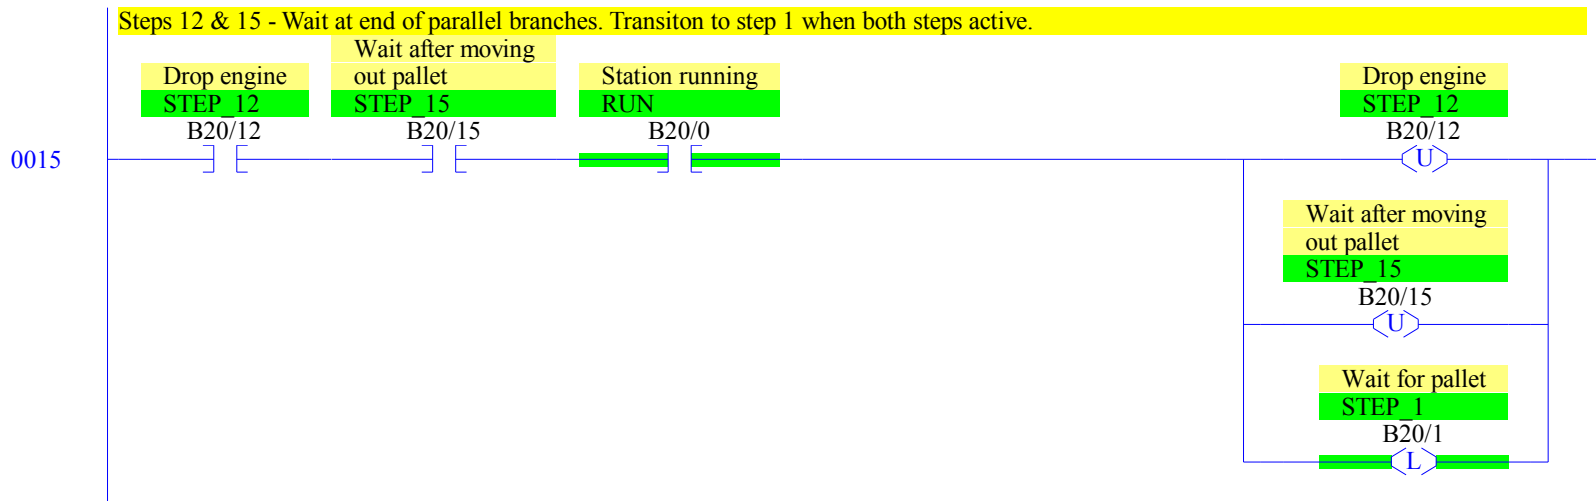 Steps 12 & 15 - Wait at end of parallel branches. Transiton to step 1 when both steps active.
Drop engine
STEP_12
B20/12
Wait after moving
out pallet
STEP_15
B20/15
Station running
RUN
B20/0
Drop engine
STEP_12
B20/12
0015
U
Wait after moving
out pallet
STEP_15
B20/15
U
Wait for pallet
STEP_1
B20/1
L